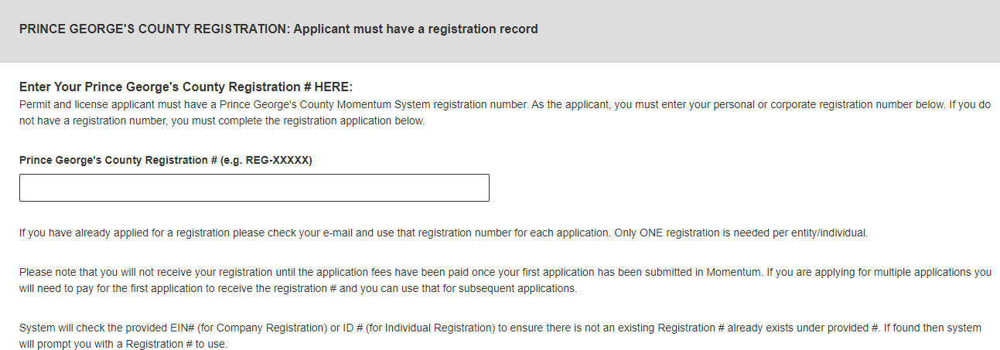 PRINCE GEORGE'S COUNTY REGISTRATION: Applicant must have a registration record
Enter Your Prince George's County Registration # HERE:
Permit and license applicant must have a Prince George's County Momentum System registration number. As the applicant, you must enter your personal or corporate registration number below. If you do
not have a registration number, you must complete the registration application below.
Prince George's County Registration # (e.g. REG-XXXXX)
If you have already applied for a registration please check your e-mail and use that registration number for each application. Only ONE registration is needed per entity/individual.
Please note that you will not receive your registration until the application fees have been paid once your first application has been submitted in Momentum. If you are applying for multiple applications you
will need to pay for the first application to receive the registration # and you can use that for subsequent applications.
System will check the provided EIN# (for Company Registration) or ID # (for Individual Registration) to ensure there is not an existing Registration # already exists under provided #. If found then system
will prompt you with a Registration # to use.